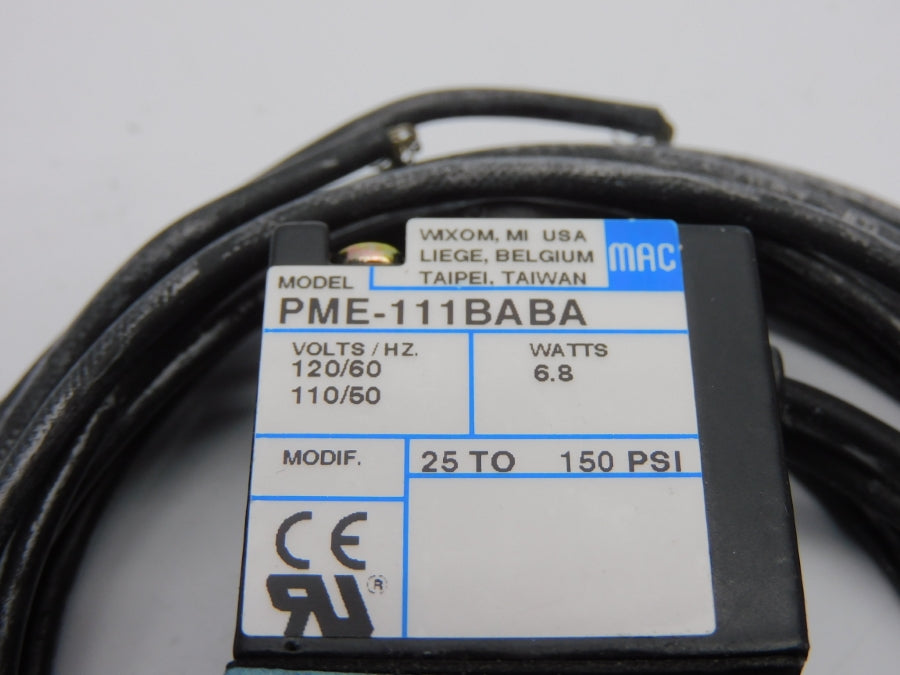 WIXOM, MI USA
LIEGE, BELGIUM
TAIPEI, TAIWAN
MAC
MODEL
PME-111BABA
VOLTS / HZ.
120/60
110/50
WATTS
6.8
MODIF.
25 TO 150 PSI
CE
RU
®